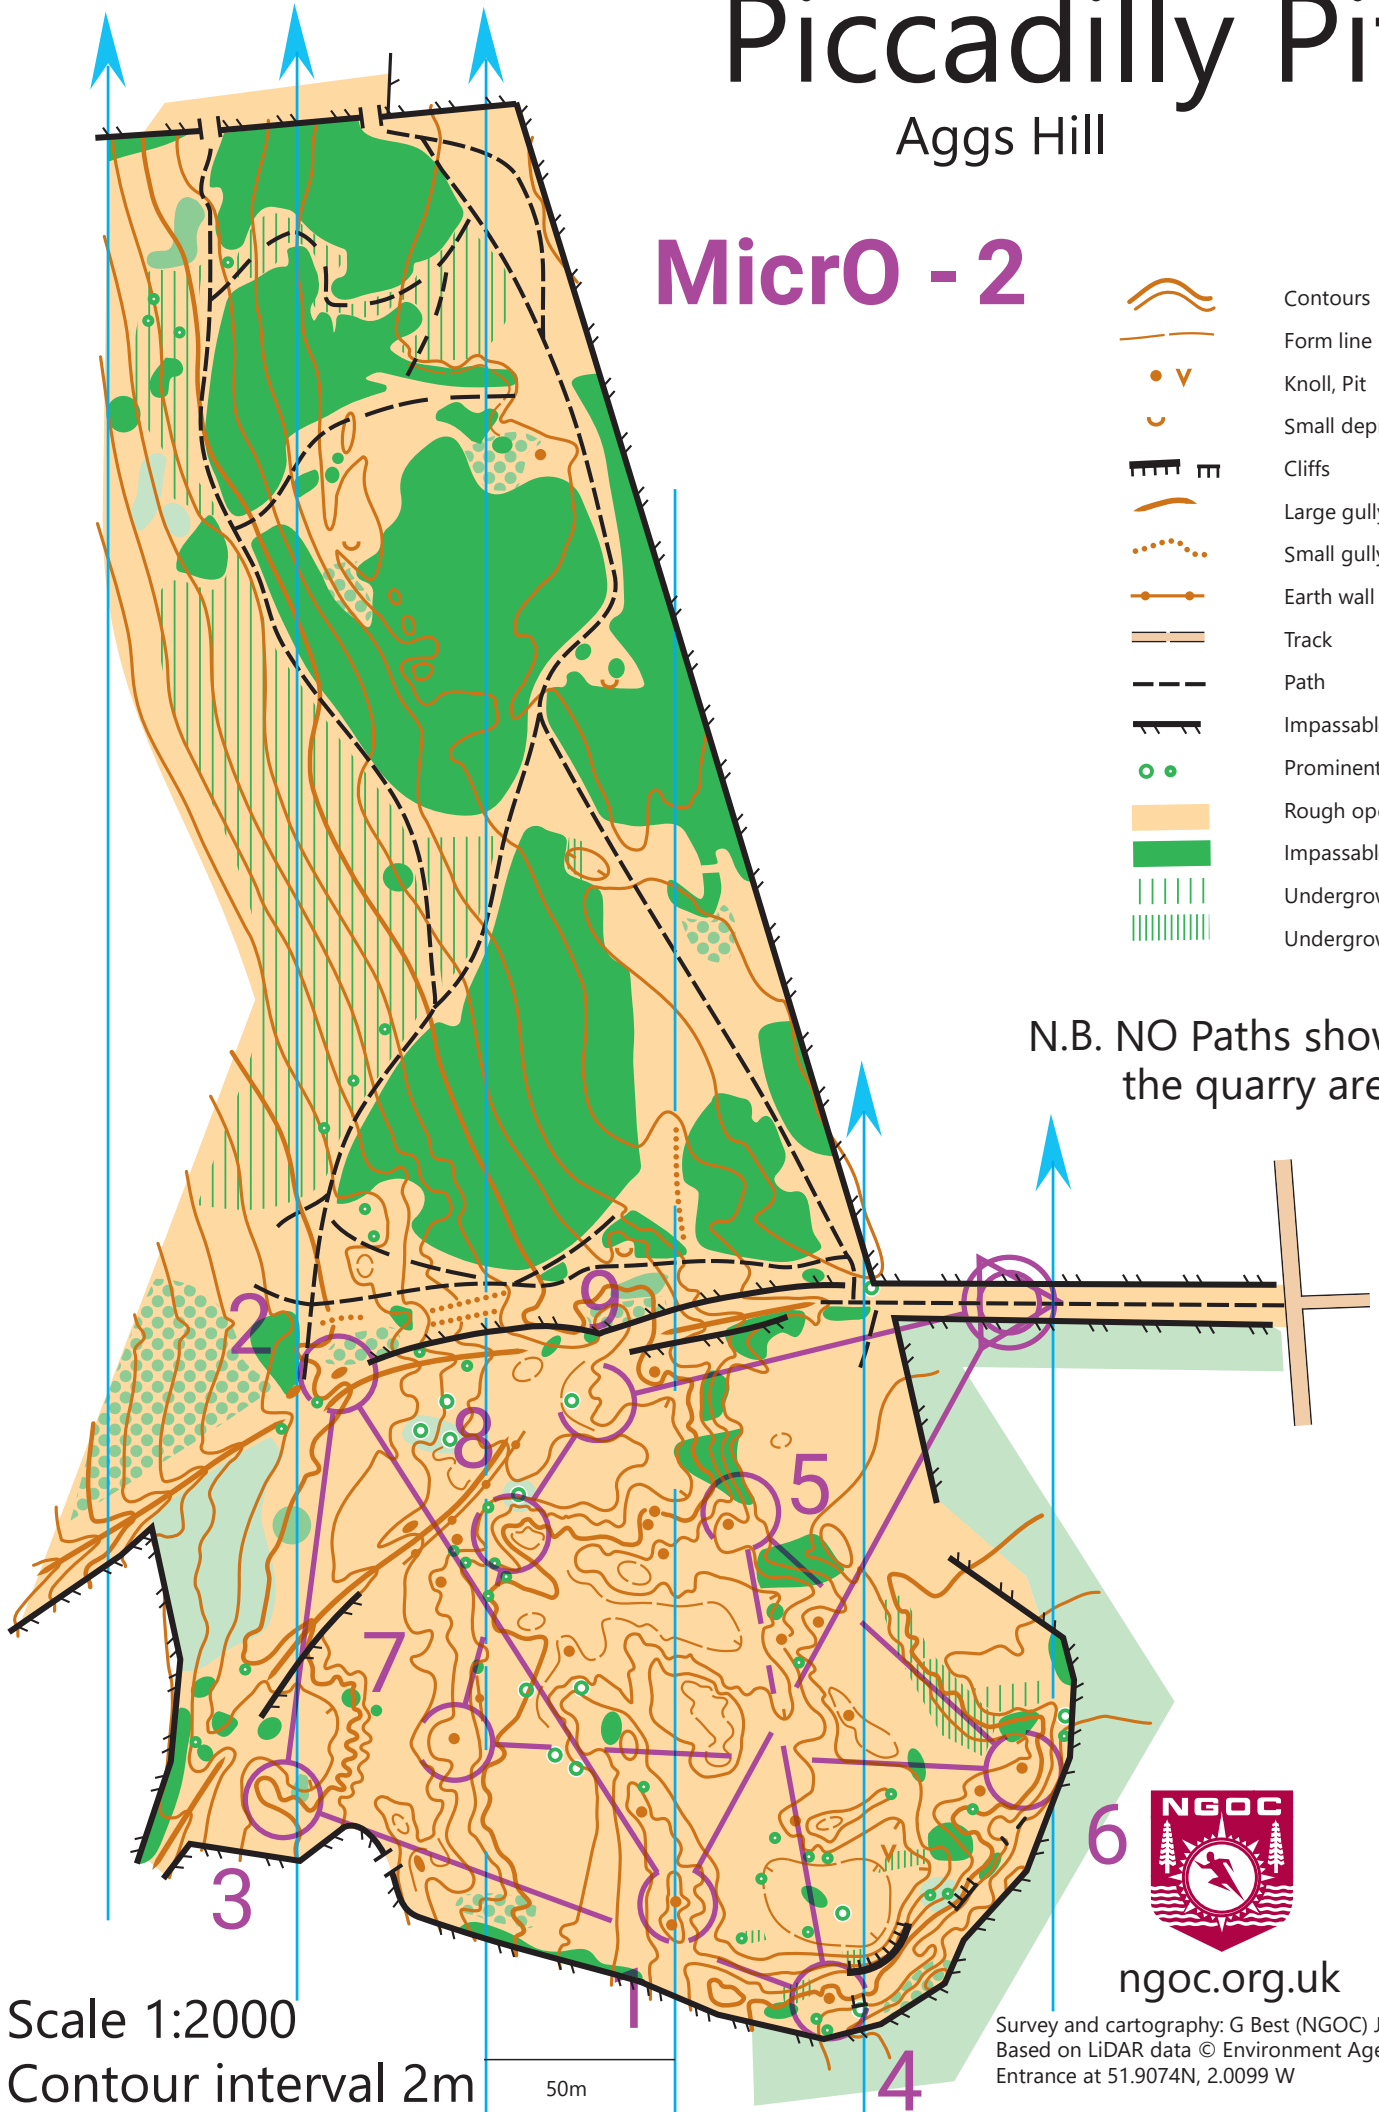 Piccadilly Pi
Aggs Hill
MicrO - 2
Contours
Form line
Knoll, Pit
Small dep
Cliffs
Large gully
Small gully
Earth wall
Track
Path
Impassabl
Prominent
Rough op
Impassabl
Undergrov
Undergrov
N.B. NO Paths show
the quarry are
2
9
8
5
7
6
3
1
4
NGOC
ngoc.org.uk
Scale 1:2000
Contour interval 2m
50m
Survey and cartography: G Best (NGOC) J
Based on LiDAR data © Environment Age
Entrance at 51.9074N, 2.0099 W